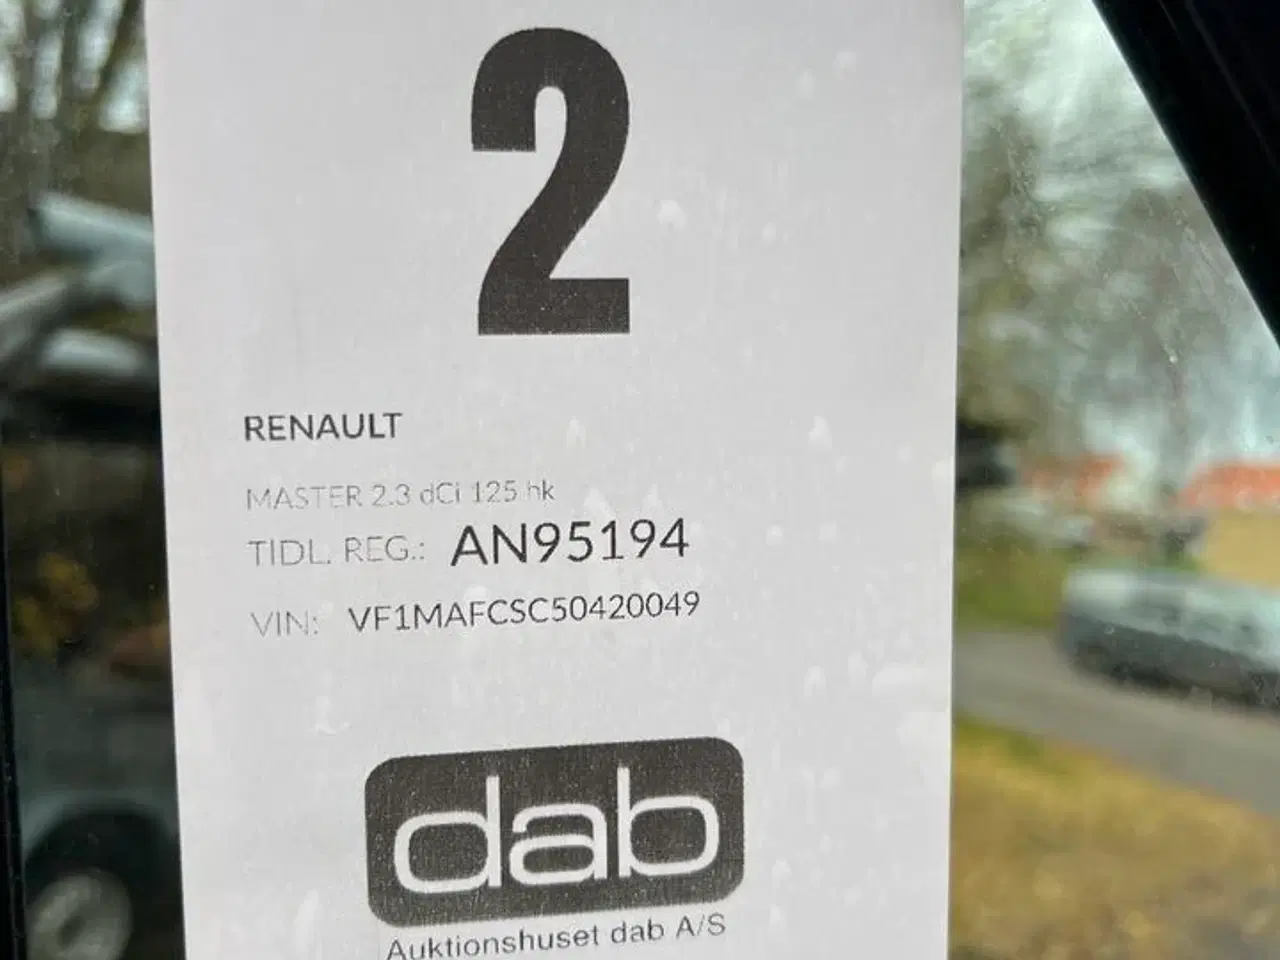 2
RENAULT
MASTER 2.3 dCi 125 hk
TIDL. REG.: AN95194
VIN: VF1MAFCSC50420049
dab
Auktionshuset dab A/S